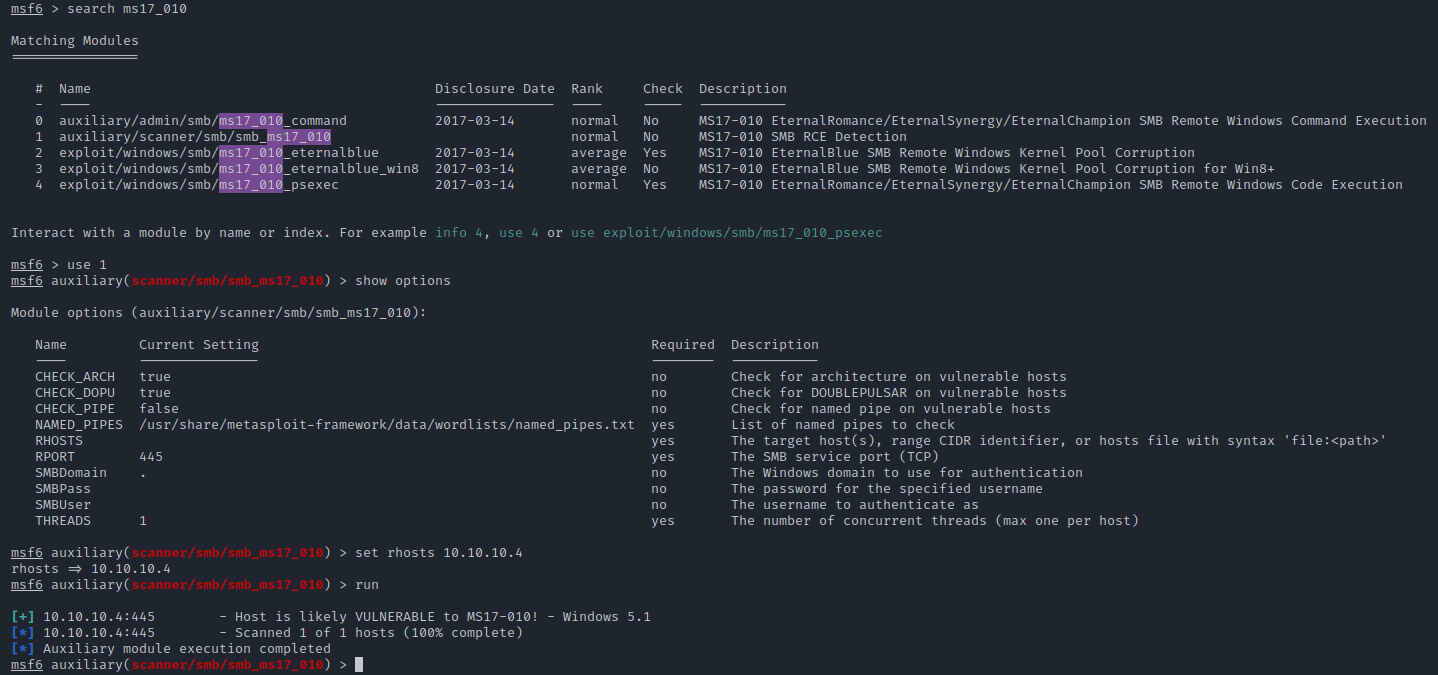 msf6 > search ms17_010
Matching Modules
================
# Name Disclosure Date Rank Check Description
- ---- --------------- ---- ----- -----------
0 auxiliary/admin/smb/ms17_010_command 2017-03-14 normal No MS17-010 EternalRomance/EternalSynergy/EternalChampion SMB Remote Windows Command Execution
1 auxiliary/scanner/smb/smb_ms17_010 normal No MS17-010 SMB RCE Detection
2 exploit/windows/smb/ms17_010_eternalblue 2017-03-14 average Yes MS17-010 EternalBlue SMB Remote Windows Kernel Pool Corruption
3 exploit/windows/smb/ms17_010_eternalblue_win8 2017-03-14 average No MS17-010 EternalBlue SMB Remote Windows Kernel Pool Corruption for Win8+
4 exploit/windows/smb/ms17_010_psexec 2017-03-14 normal Yes MS17-010 EternalRomance/EternalSynergy/EternalChampion SMB Remote Windows Code Execution
Interact with a module by name or index. For example info 4, use 4 or use exploit/windows/smb/ms17_010_psexec
msf6 > use 1
msf6 auxiliary(scanner/smb/smb_ms17_010) > show options
Module options (auxiliary/scanner/smb/smb_ms17_010):
Name Current Setting Required Description
---- --------------- -------- -----------
CHECK_ARCH true no Check for architecture on vulnerable hosts
CHECK_DOPU true no Check for DOUBLEPULSAR on vulnerable hosts
CHECK_PIPE false no Check for named pipe on vulnerable hosts
NAMED_PIPES /usr/share/metasploit-framework/data/wordlists/named_pipes.txt yes List of named pipes to check
RHOSTS yes The target host(s), range CIDR identifier, or hosts file with syntax 'file:<path>'
RPORT 445 yes The SMB service port (TCP)
SMBDomain . no The Windows domain to use for authentication
SMBPass no The password for the specified username
SMBUser no The username to authenticate as
THREADS 1 yes The number of concurrent threads (max one per host)
msf6 auxiliary(scanner/smb/smb_ms17_010) > set rhosts 10.10.10.4
rhosts => 10.10.10.4
msf6 auxiliary(scanner/smb/smb_ms17_010) > run
[+] 10.10.10.4:445 - Host is likely VULNERABLE to MS17-010! - Windows 5.1
[*] 10.10.10.4:445 - Scanned 1 of 1 hosts (100% complete)
[*] Auxiliary module execution completed
msf6 auxiliary(scanner/smb/smb_ms17_010) >